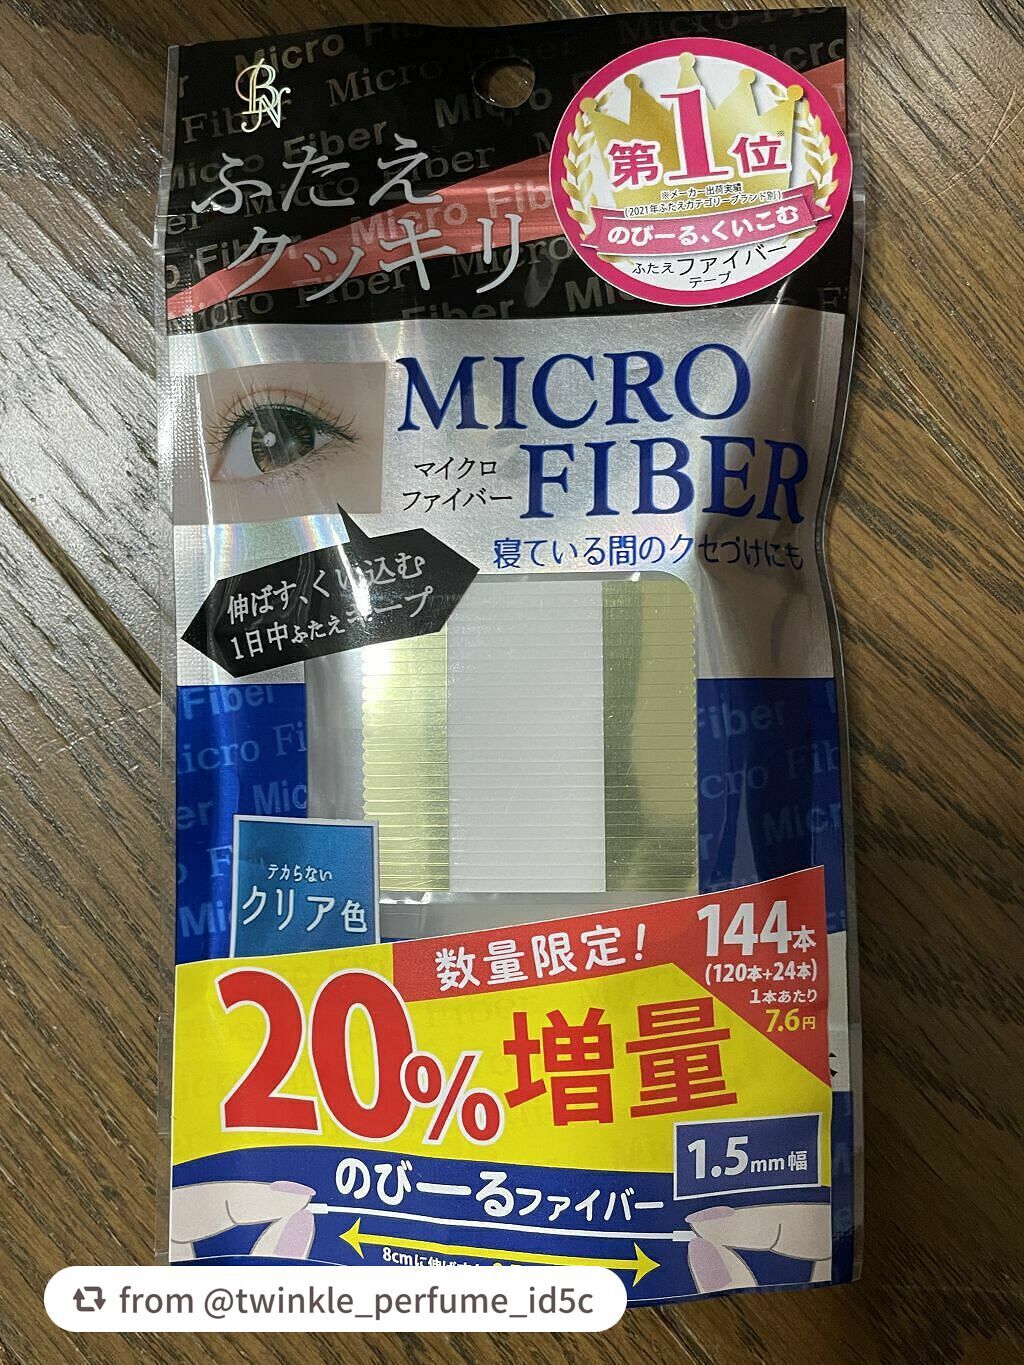 BN
ふたえ
クッキリ
第1位※
※メーカー出荷実績
(2021年ふたえカテゴリーブランド別)
のびーる、くいこむ
ふたえファイバー
テープ
MICRO
FIBER
マイクロ
ファイバー
寝ている間のクセづけにも
伸ばす、くい込む
1日中ふたえテープ
テカらない
クリア色
数量限定!
144本
(120本+24本)
1本あたり
7.6円
20%増量
1.5mm幅
のびーるファイバー
8cmに伸ば
from @twinkle_perfume_id5c